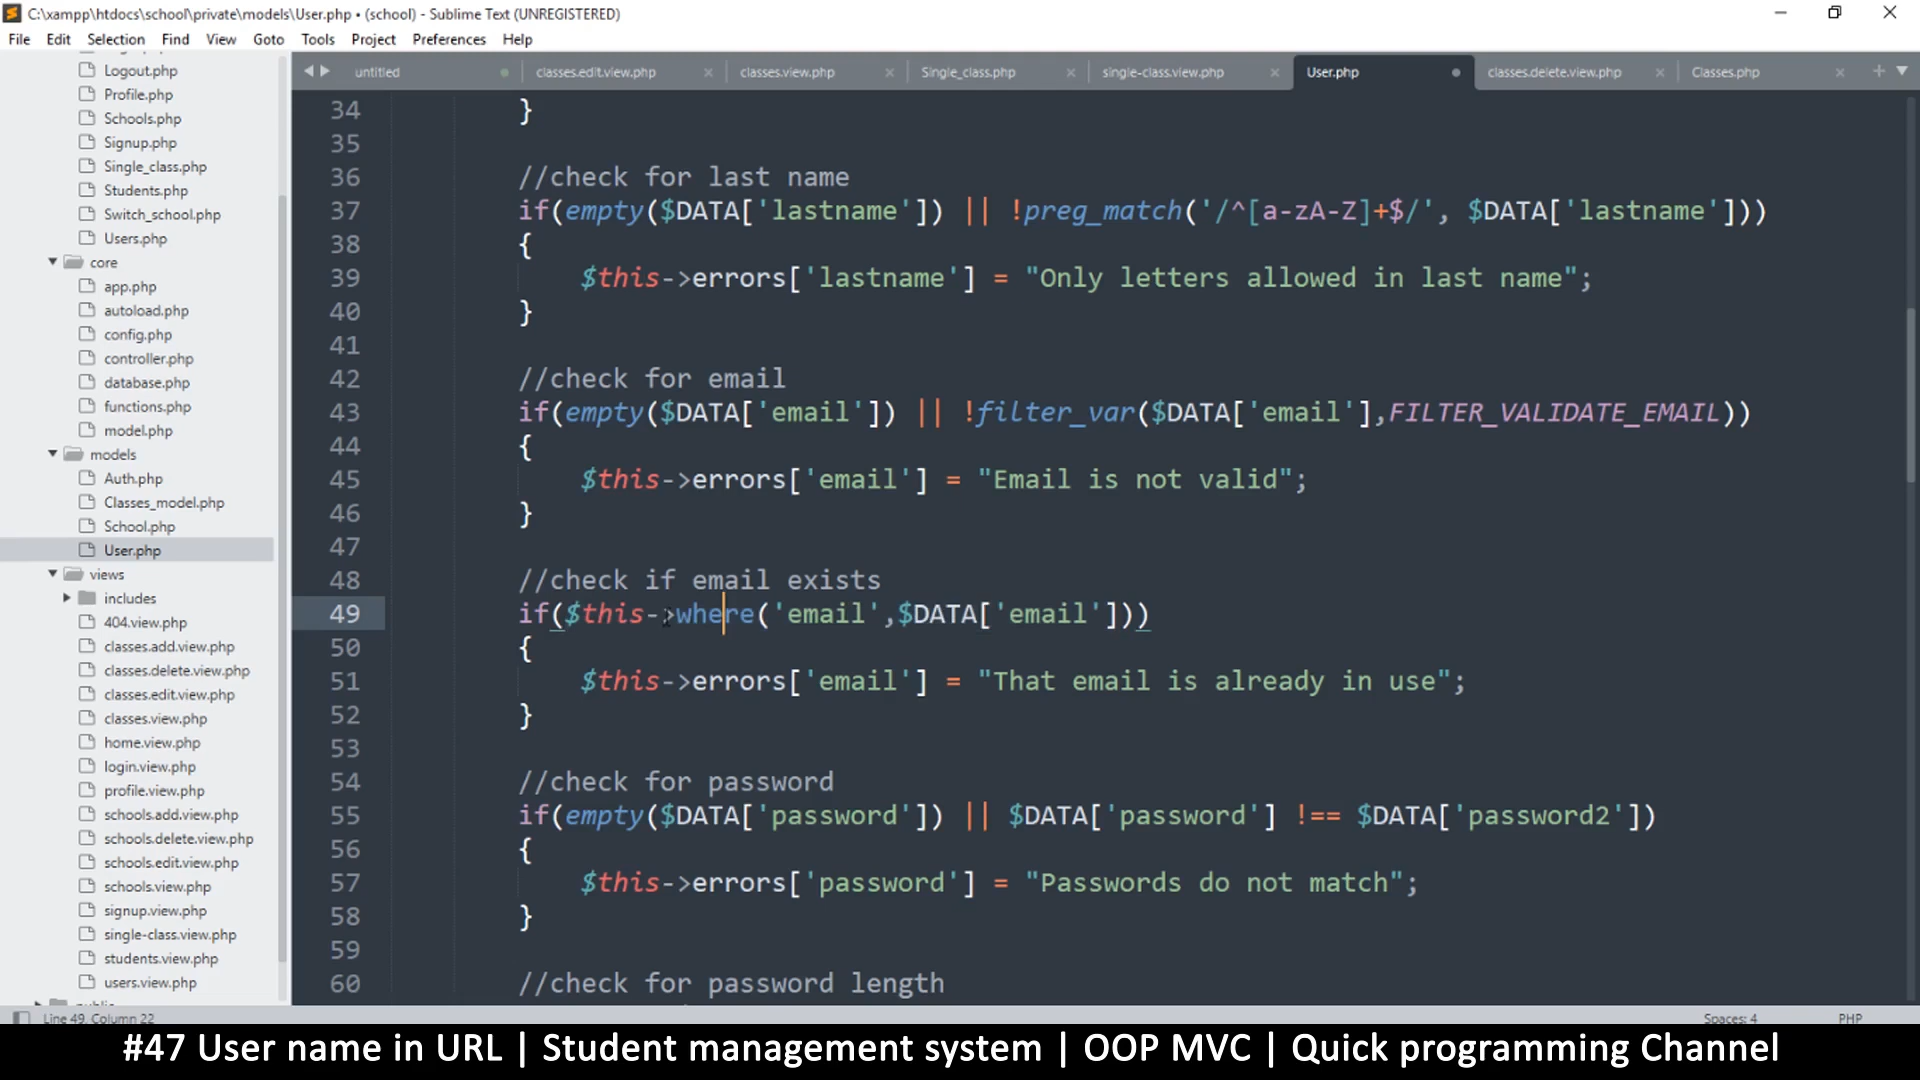 C:\xampp\htdocs\school\private\models\User.php • (school) - Sublime Text (UNREGISTERED)
File Edit Selection Find View Goto Tools Project Preferences Help
Logout.php
Profile.php
Schools.php
Signup.php
Single_class.php
Students.php
Switch_school.php
Users.php
core
app.php
autoload.php
config.php
controller.php
database.php
functions.php
model.php
models
Auth.php
Classes_model.php
School.php
User.php
views
includes
404.view.php
classes.add.view.php
classes.delete.view.php
classes.edit.view.php
classes.view.php
home.view.php
login.view.php
profile.view.php
schools.add.view.php
schools.delete.view.php
schools.edit.view.php
schools.view.php
signup.view.php
single-class.view.php
students.view.php
users.view.php
untitled classes.edit.view.php classes.view.php Single_class.php single-class.view.php User.php classes.delete.view.php Classes.php
34 }
35
36 //check for last name
37 if(empty($DATA['lastname']) || !preg_match('/^[a-zA-Z]+$/', $DATA['lastname']))
38 {
39 $this->errors['lastname'] = "Only letters allowed in last name";
40 }
41
42 //check for email
43 if(empty($DATA['email']) || !filter_var($DATA['email'],FILTER_VALIDATE_EMAIL))
44 {
45 $this->errors['email'] = "Email is not valid";
46 }
47
48 //check if email exists
49 if($this->where('email',$DATA['email']))
50 {
51 $this->errors['email'] = "That email is already in use";
52 }
53
54 //check for password
55 if(empty($DATA['password']) || $DATA['password'] !== $DATA['password2'])
56 {
57 $this->errors['password'] = "Passwords do not match";
58 }
59
60 //check for password length
Line 49, Column 22 Spaces: 4 PHP
#47 User name in URL | Student management system | OOP MVC | Quick programming Channel